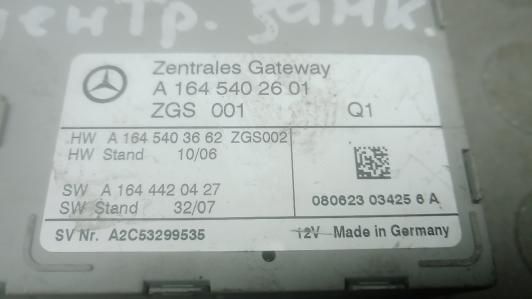 центр. замк.
Zentrales Gateway
A 164 540 26 01
ZGS 001 Q1
HW A 164 540 36 62 ZGS002
HW Stand 10/06
SW A 164 442 04 27
SW Stand 32/07
080623 03425 6 A
SV Nr. A2C53299535 12V Made in Germany